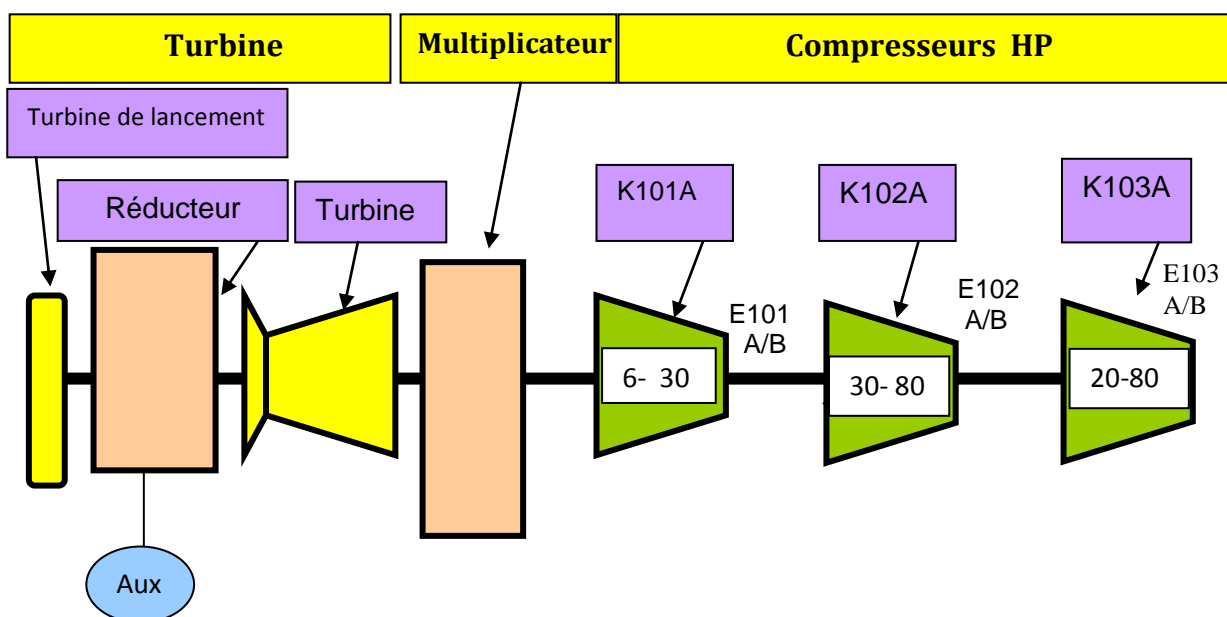 Turbine
Multiplicateur
Compresseurs HP
Turbine de lancement
Réducteur
Turbine
K101A
K102A
K103A
E101
A/B
E102
A/B
E103
A/B
6- 30
30- 80
20-80
Aux